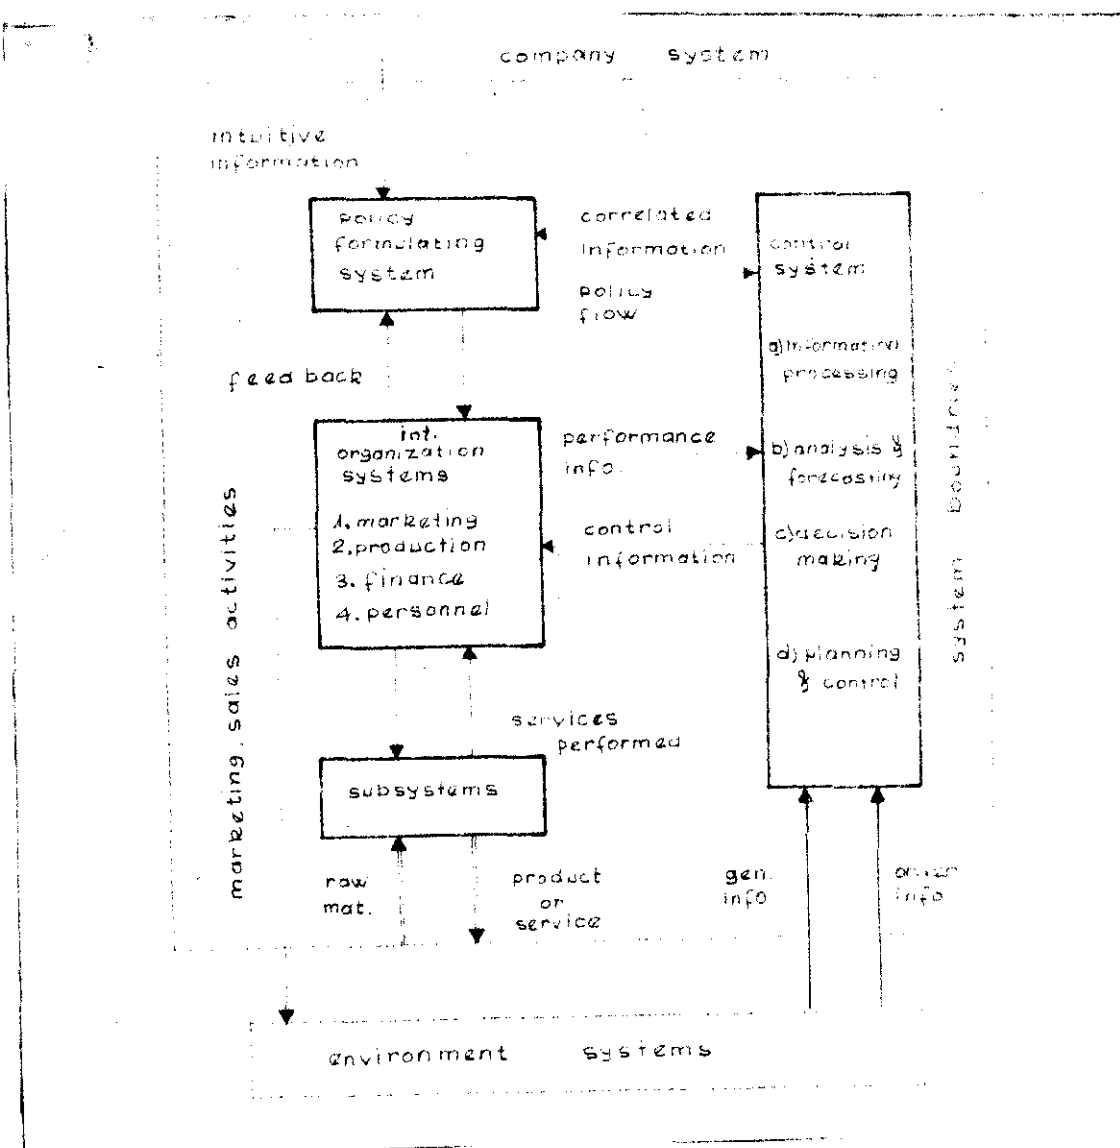 company system
intuitive
information
policy
formulating
system
correlated
information
policy
flow
control
system
a) information
processing
b) analysis &
forecasting
c) decision
making
d) planning
& control
feed back
int.
organization
systems
1. marketing
2. production
3. finance
4. personnel
performance
info.
control
information
services
performed
subsystems
raw
mat.
product
or
service
gen.
info
info
marketing, sales activities
system
environment systems